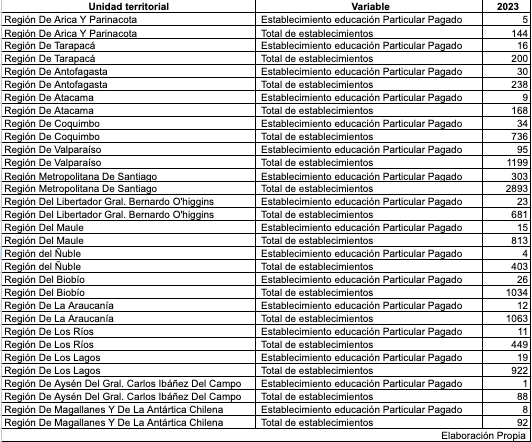 Unidad territorial Variable 2023
Región De Arica Y Parinacota Establecimiento educación Particular Pagado 5
Región De Arica Y Parinacota Total de establecimientos 144
Región De Tarapacá Establecimiento educación Particular Pagado 16
Región De Tarapacá Total de establecimientos 200
Región De Antofagasta Establecimiento educación Particular Pagado 30
Región De Antofagasta Total de establecimientos 238
Región De Atacama Establecimiento educación Particular Pagado 9
Región De Atacama Total de establecimientos 168
Región De Coquimbo Establecimiento educación Particular Pagado 34
Región De Coquimbo Total de establecimientos 736
Región De Valparaíso Establecimiento educación Particular Pagado 95
Región De Valparaíso Total de establecimientos 1199
Región Metropolitana De Santiago Establecimiento educación Particular Pagado 303
Región Metropolitana De Santiago Total de establecimientos 2893
Región Del Libertador Gral. Bernardo O'higgins Establecimiento educación Particular Pagado 23
Región Del Libertador Gral. Bernardo O'higgins Total de establecimientos 681
Región Del Maule Establecimiento educación Particular Pagado 15
Región Del Maule Total de establecimientos 813
Región del Ñuble Establecimiento educación Particular Pagado 4
Región del Ñuble Total de establecimientos 403
Región Del Biobío Establecimiento educación Particular Pagado 26
Región Del Biobío Total de establecimientos 1034
Región De La Araucanía Establecimiento educación Particular Pagado 12
Región De La Araucanía Total de establecimientos 1063
Región De Los Ríos Establecimiento educación Particular Pagado 11
Región De Los Ríos Total de establecimientos 449
Región De Los Lagos Establecimiento educación Particular Pagado 19
Región De Los Lagos Total de establecimientos 922
Región De Aysén Del Gral. Carlos Ibáñez Del Campo Establecimiento educación Particular Pagado 1
Región De Aysén Del Gral. Carlos Ibáñez Del Campo Total de establecimientos 88
Región De Magallanes Y De La Antártica Chilena Establecimiento educación Particular Pagado 8
Región De Magallanes Y De La Antártica Chilena Total de establecimientos 92
Elaboración Propia